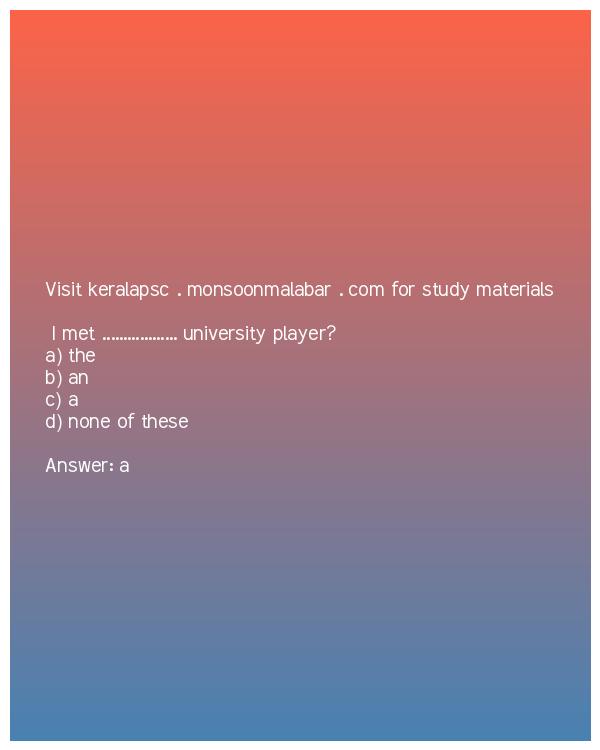 Visit keralapsc . monsoonmalabar . com for study materials
I met .................. university player?
a) the
b) an
c) a
d) none of these
Answer: a